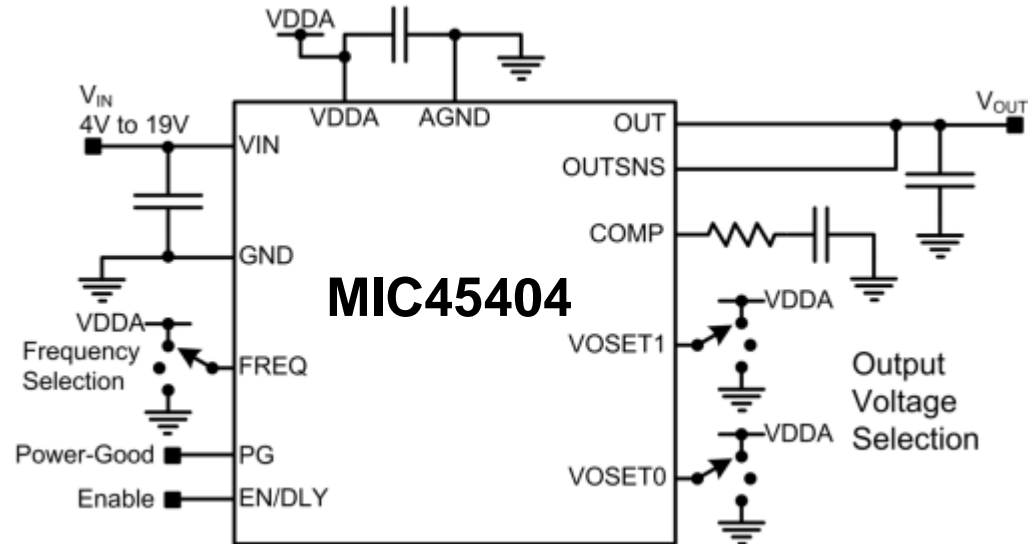 VDDA
VIN
4V to 19V
VDDA
AGND
OUT
VOUT
VIN
OUTSNS
COMP
GND
MIC45404
VDDA
VDDA
Frequency
Selection
FREQ
VOSET1
Output
Voltage
Selection
VDDA
Power-Good
PG
VOSET0
Enable
EN/DLY